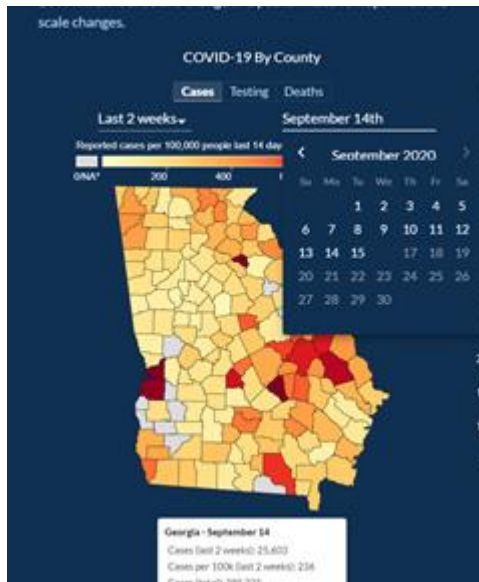 scale changes.
COVID-19 By County
Cases Testing Deaths
Last 2 weeks
September 14th
Reported cases per 100,000 people last 14 day
0/NA*
200
400
September 2020
Su Mo Tu We Th Fr Sa
1 2 3 4 5
6 7 8 9 10 11 12
13 14 15 17 18 19
20 21 22 23 24 25 26
27 28 29 30
Georgia - September 14
Cases (last 2 weeks): 25,603
Cases per 100k (last 2 weeks): 236